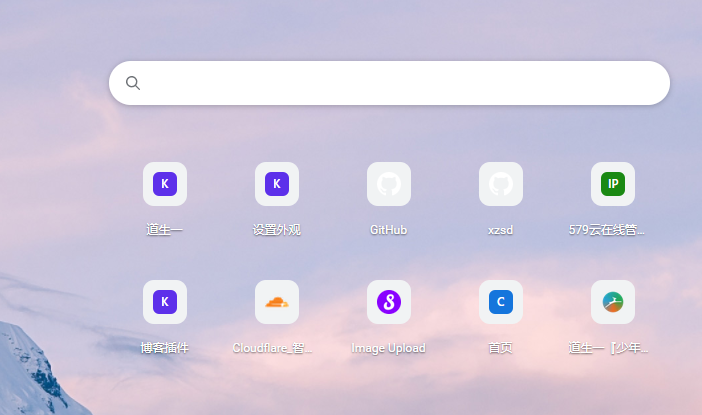 K
K
IP
道生一
设置外观
GitHub
xzsd
579云在线管...
K
C
博客插件
Cloudflare_智...
Image Upload
首页
道生一【少年...